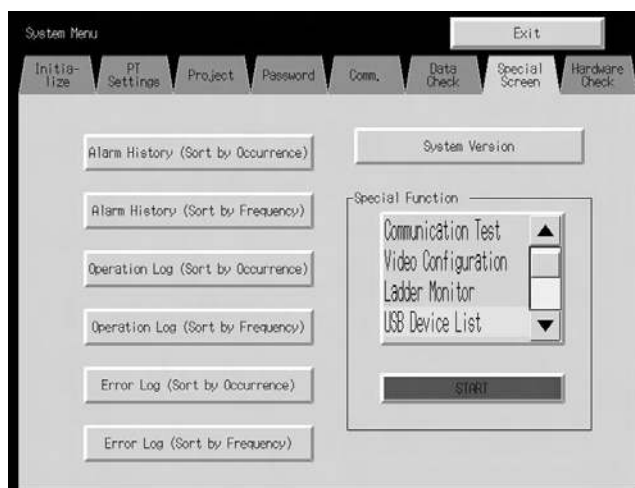 System Menu
Exit
Initia-
lize
PT
Settings
Project
Password
Comm.
Data
Check
Special
Screen
Hardware
Check
Alarm History (Sort by Occurrence)
Alarm History (Sort by Frequency)
Operation Log (Sort by Occurrence)
Operation Log (Sort by Frequency)
Error Log (Sort by Occurrence)
Error Log (Sort by Frequency)
System Version
Special Function
Communication Test
Video Configuration
Ladder Monitor
USB Device List
START